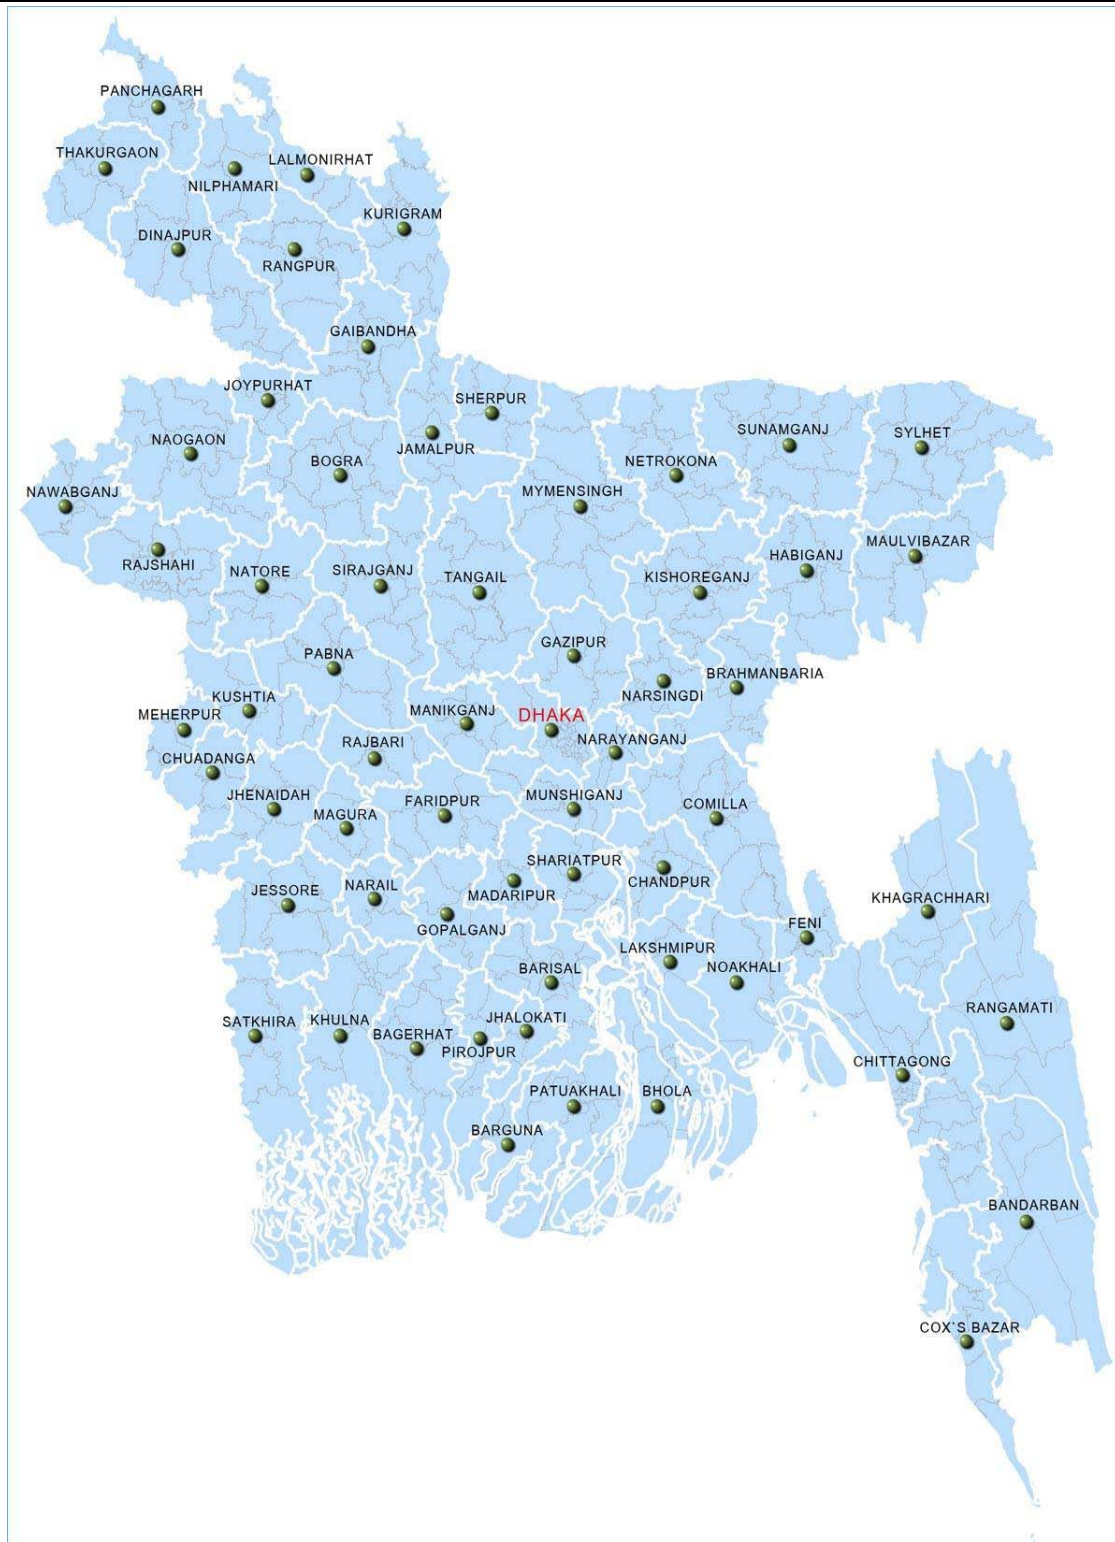 PANCHAGARH
THAKURGAON
LALMONIRHAT
NILPHAMARI
KURIGRAM
DINAJPUR
RANGPUR
GAIBANDHA
JOYPURHAT
SHERPUR
SUNAMGANJ
SYLHET
NAOGAON
JAMALPUR
BOGRA
NETROKONA
NAWABGANJ
MYMENSINGH
MAULVIBAZAR
HABIGANJ
RAJSHAHI
NATORE
SIRAJGANJ
TANGAIL
KISHOREGANJ
GAZIPUR
PABNA
BRAHMANBARIA
NARSINGDI
KUSHTIA
MEHERPUR
MANIKGANJ
DHAKA
RAJBARI
NARAYANGANJ
CHUADANGA
JHENAIDAH
FARIDPUR
MUNSHIGANJ
COMILLA
MAGURA
SHARIATPUR
JESSORE
NARAIL
MADARIPUR
CHANDPUR
KHAGRACHHARI
GOPALGANJ
FENI
LAKSHMIPUR
BARISAL
NOAKHALI
RANGAMATI
SATKHIRA
KHULNA
JHALOKATI
BAGERHAT
PIROJPUR
CHITTAGONG
PATUAKHALI
BHOLA
BARGUNA
BANDARBAN
COX`S BAZAR